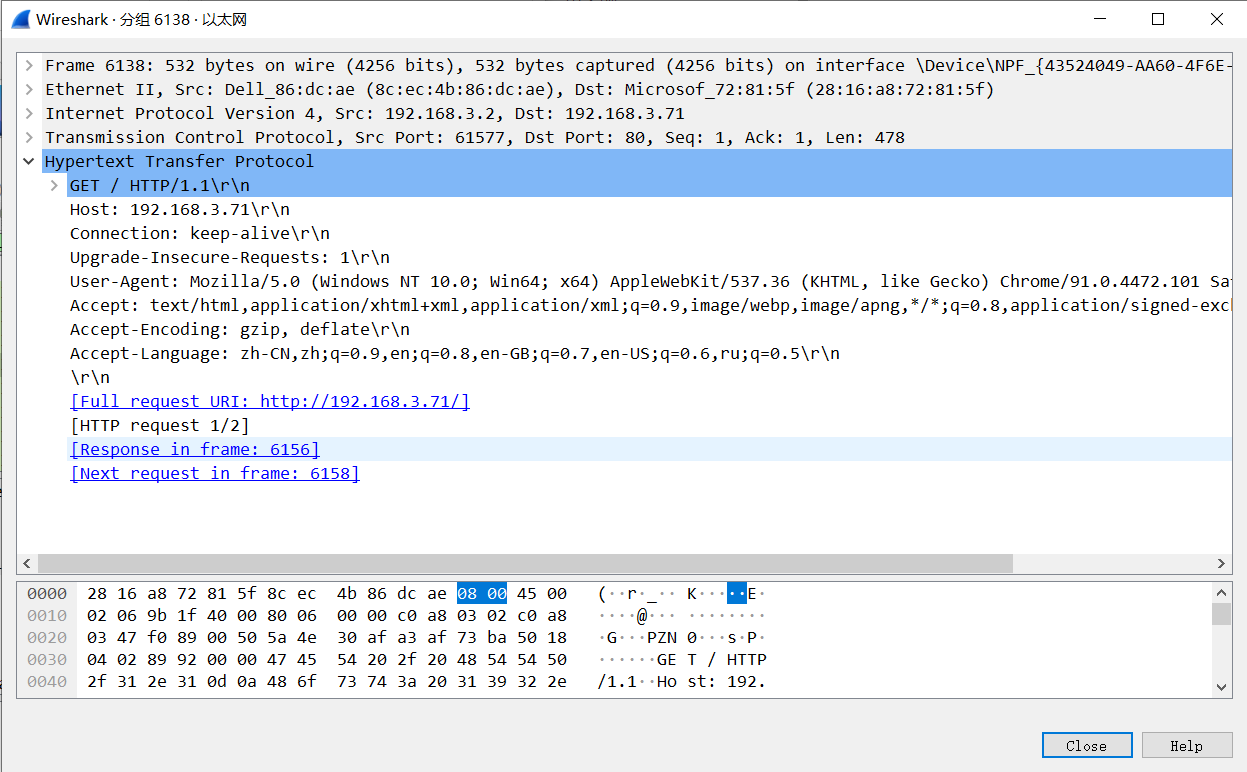 Wireshark · 分组 6138 · 以太网
Frame 6138: 532 bytes on wire (4256 bits), 532 bytes captured (4256 bits) on interface \Device\NPF_{43524049-AA60-4F6E-
Ethernet II, Src: Dell_86:dc:ae (8c:ec:4b:86:dc:ae), Dst: Microsof_72:81:5f (28:16:a8:72:81:5f)
Internet Protocol Version 4, Src: 192.168.3.2, Dst: 192.168.3.71
Transmission Control Protocol, Src Port: 61577, Dst Port: 80, Seq: 1, Ack: 1, Len: 478
Hypertext Transfer Protocol
GET / HTTP/1.1\r\n
Host: 192.168.3.71\r\n
Connection: keep-alive\r\n
Upgrade-Insecure-Requests: 1\r\n
User-Agent: Mozilla/5.0 (Windows NT 10.0; Win64; x64) AppleWebKit/537.36 (KHTML, like Gecko) Chrome/91.0.4472.101 Sa
Accept: text/html,application/xhtml+xml,application/xml;q=0.9,image/webp,image/apng,*/*;q=0.8,application/signed-exc
Accept-Encoding: gzip, deflate\r\n
Accept-Language: zh-CN,zh;q=0.9,en;q=0.8,en-GB;q=0.7,en-US;q=0.6,ru;q=0.5\r\n
\r\n
[Full request URI: http://192.168.3.71/]
[HTTP request 1/2]
[Response in frame: 6156]
[Next request in frame: 6158]
0000 28 16 a8 72 81 5f 8c ec 4b 86 dc ae 08 00 45 00 (··r·_·· K·····E·
0010 02 06 9b 1f 40 00 80 06 00 00 c0 a8 03 02 c0 a8 ····@··· ········
0020 03 47 f0 89 00 50 5a 4e 30 af a3 af 73 ba 50 18 ·G···PZN 0···s·P·
0030 04 02 89 92 00 00 47 45 54 20 2f 20 48 54 54 50 ······GE T / HTTP
0040 2f 31 2e 31 0d 0a 48 6f 73 74 3a 20 31 39 32 2e /1.1··Ho st: 192.
Close Help